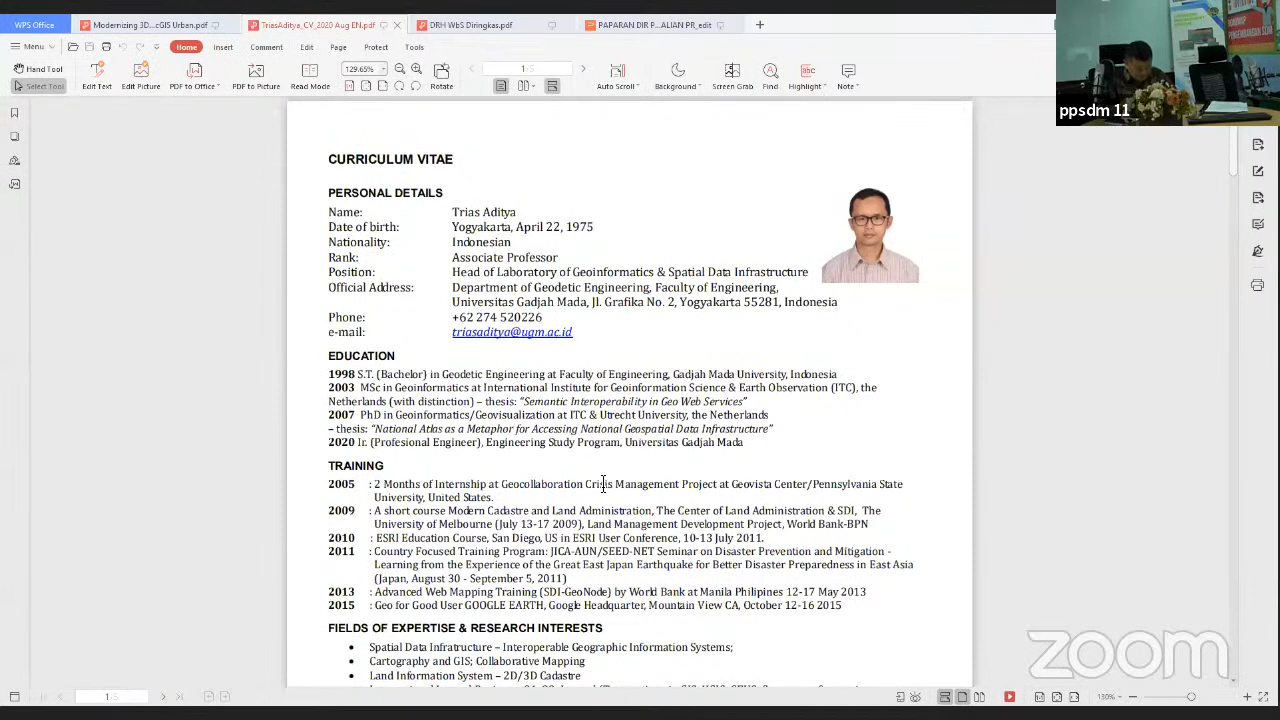 WPS Office
Modernizing 3D...cGIS Urban.pdf
TriasAditya_CV_2020 Aug EN.pdf
DRH WbS Diringkas.pdf
PAPARAN DIR P...ALIAN PR_edit
Menu
Home
Insert
Comment
Edit
Page
Protect
Tools
Hand Tool
Select Tool
Edit Text
Edit Picture
PDF to Office
PDF to Picture
Read Mode
129.65%
Rotate
1/5
Auto Scroll
Background
Screen Grab
Find
Highlight
Note
ROADMAP
PENGEMBANGAN SDM
ppsdm 11
CURRICULUM VITAE
PERSONAL DETAILS
Name: Trias Aditya
Date of birth: Yogyakarta, April 22, 1975
Nationality: Indonesian
Rank: Associate Professor
Position: Head of Laboratory of Geoinformatics & Spatial Data Infrastructure
Official Address: Department of Geodetic Engineering, Faculty of Engineering,
Universitas Gadjah Mada, Jl. Grafika No. 2, Yogyakarta 55281, Indonesia
Phone: +62 274 520226
e-mail: triasaditya@ugm.ac.id
EDUCATION
1998 S.T. (Bachelor) in Geodetic Engineering at Faculty of Engineering, Gadjah Mada University, Indonesia
2003 MSc in Geoinformatics at International Institute for Geoinformation Science & Earth Observation (ITC), the
Netherlands (with distinction) – thesis: "Semantic Interoperability in Geo Web Services"
2007 PhD in Geoinformatics/Geovisualization at ITC & Utrecht University, the Netherlands
– thesis: "National Atlas as a Metaphor for Accessing National Geospatial Data Infrastructure"
2020 Ir. (Profesional Engineer), Engineering Study Program, Universitas Gadjah Mada
TRAINING
2005 : 2 Months of Internship at Geocollaboration Crisis Management Project at Geovista Center/Pennsylvania State
University, United States.
2009 : A short course Modern Cadastre and Land Administration, The Center of Land Administration & SDI, The
University of Melbourne (July 13-17 2009), Land Management Development Project, World Bank-BPN
2010 : ESRI Education Course, San Diego, US in ESRI User Conference, 10-13 July 2011.
2011 : Country Focused Training Program: JICA-AUN/SEED-NET Seminar on Disaster Prevention and Mitigation -
Learning from the Experience of the Great East Japan Earthquake for Better Disaster Preparedness in East Asia
(Japan, August 30 - September 5, 2011)
2013 : Advanced Web Mapping Training (SDI-GeoNode) by World Bank at Manila Philipines 12-17 May 2013
2015 : Geo for Good User GOOGLE EARTH, Google Headquarter, Mountain View CA, October 12-16 2015
FIELDS OF EXPERTISE & RESEARCH INTERESTS
• Spatial Data Infratructure – Interoperable Geographic Information Systems;
• Cartography and GIS; Collaborative Mapping
• Land Information System – 2D/3D Cadastre
zoom
1/5
130%